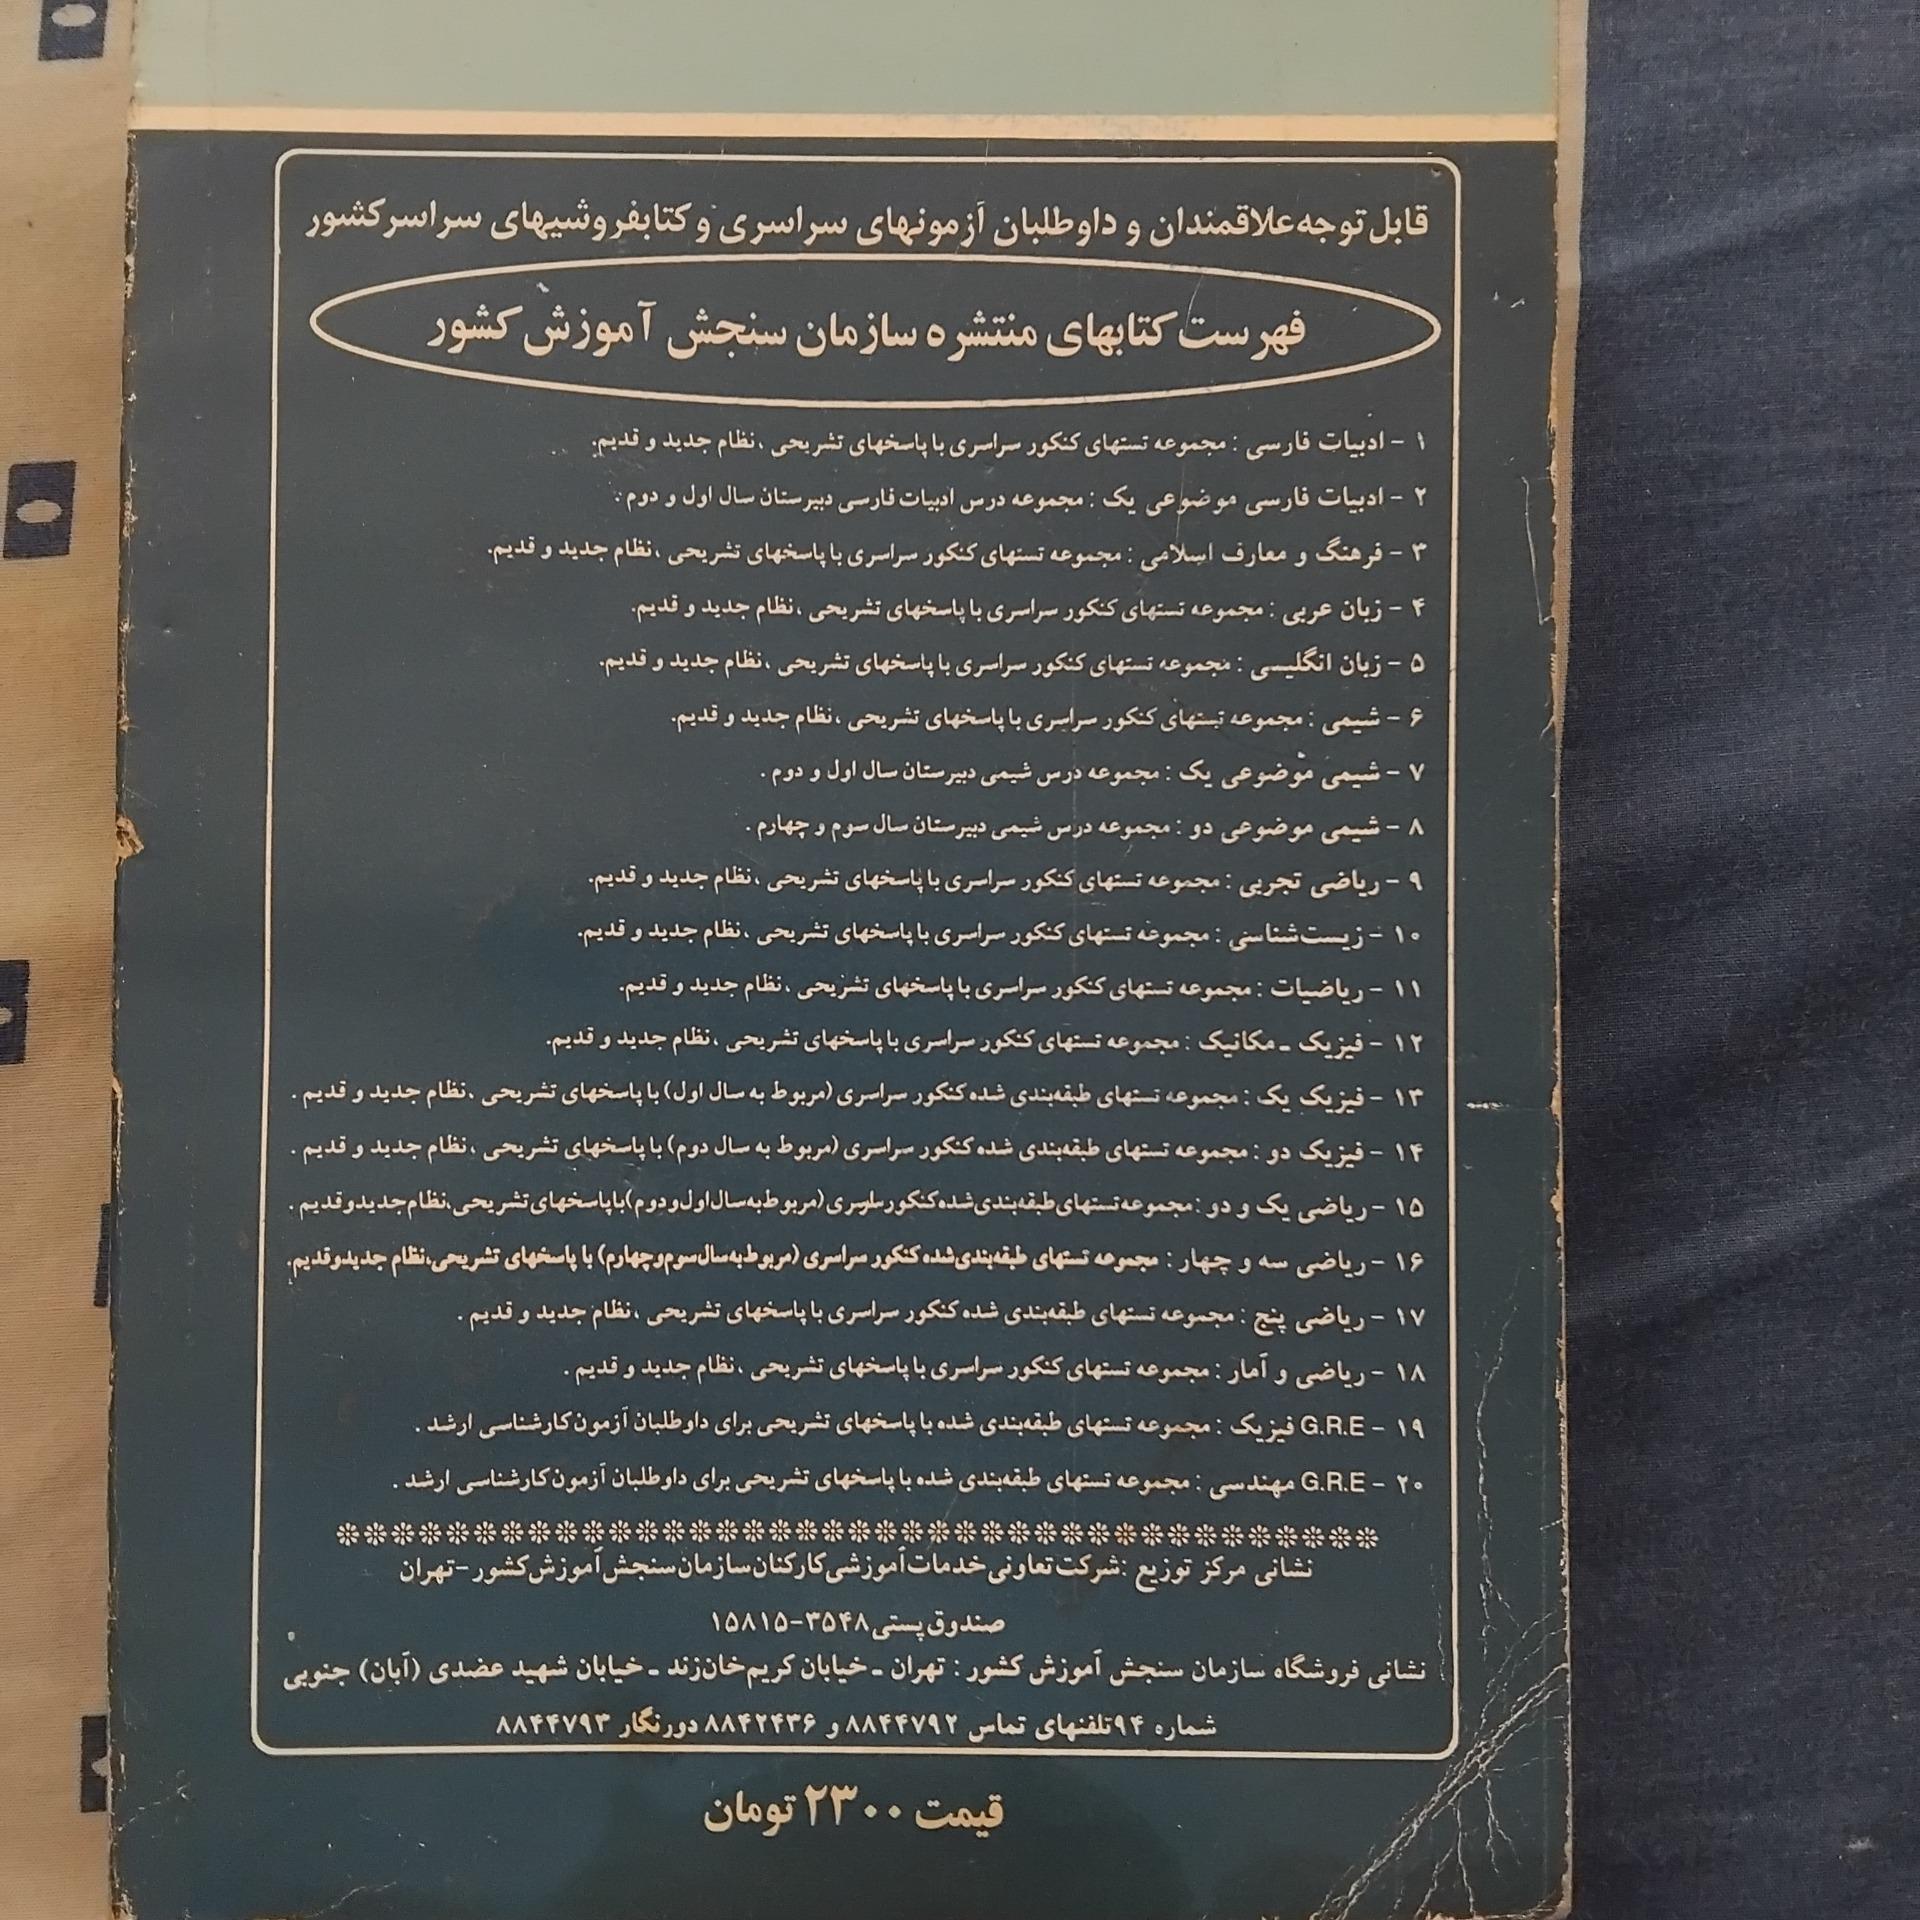 قابل توجه علاقمندان و داوطلبان آزمونهای سراسری و کتابفروشیهای سراسر کشور
فهرست کتابهای منتشره سازمان سنجش آموزش کشور
۱ - ادبیات فارسی : مجموعه تستهای کنکور سراسری با پاسخهای تشریحی ، نظام جدید و قدیم.
۲ - ادبیات فارسی موضوعی یک : مجموعه درس ادبیات فارسی دبیرستان سال اول و دوم .
۳ - فرهنگ و معارف اسلامی : مجموعه تستهای کنکور سراسری با پاسخهای تشریحی ، نظام جدید و قدیم.
۴ - زبان عربی : مجموعه تستهای کنکور سراسری با پاسخهای تشریحی ، نظام جدید و قدیم.
۵ - زبان انگلیسی : مجموعه تستهای کنکور سراسری با پاسخهای تشریحی ، نظام جدید و قدیم.
۶ - شیمی : مجموعه تستهای کنکور سراسری با پاسخهای تشریحی ، نظام جدید و قدیم.
۷ - شیمی موضوعی یک : مجموعه درس شیمی دبیرستان سال اول و دوم .
۸ - شیمی موضوعی دو : مجموعه درس شیمی دبیرستان سال سوم و چهارم .
۹ - ریاضی تجربی : مجموعه تستهای کنکور سراسری با پاسخهای تشریحی ، نظام جدید و قدیم.
۱۰ - زیست‌شناسی : مجموعه تستهای کنکور سراسری با پاسخهای تشریحی ، نظام جدید و قدیم.
۱۱ - ریاضیات : مجموعه تستهای کنکور سراسری با پاسخهای تشریحی ، نظام جدید و قدیم.
۱۲ - فیزیک ـ مکانیک : مجموعه تستهای کنکور سراسری با پاسخهای تشریحی ، نظام جدید و قدیم.
۱۳ - فیزیک یک : مجموعه تستهای طبقه‌بندی شده کنکور سراسری (مربوط به سال اول) با پاسخهای تشریحی ، نظام جدید و قدیم .
۱۴ - فیزیک دو : مجموعه تستهای طبقه‌بندی شده کنکور سراسری (مربوط به سال دوم) با پاسخهای تشریحی ، نظام جدید و قدیم .
۱۵ - ریاضی یک و دو : مجموعه تستهای طبقه‌بندی شده کنکور سراسری (مربوط به سال اول و دوم) با پاسخهای تشریحی، نظام جدید و قدیم .
۱۶ - ریاضی سه و چهار : مجموعه تستهای طبقه‌بندی شده کنکور سراسری (مربوط به سال سوم و چهارم) با پاسخهای تشریحی، نظام جدید و قدیم.
۱۷ - ریاضی پنج : مجموعه تستهای طبقه‌بندی شده کنکور سراسری با پاسخهای تشریحی ، نظام جدید و قدیم .
۱۸ - ریاضی و آمار : مجموعه تستهای کنکور سراسری با پاسخهای تشریحی ، نظام جدید و قدیم .
۱۹ - G.R.E فیزیک : مجموعه تستهای طبقه‌بندی شده با پاسخهای تشریحی برای داوطلبان آزمون کارشناسی ارشد .
۲۰ - G.R.E مهندسی : مجموعه تستهای طبقه‌بندی شده با پاسخهای تشریحی برای داوطلبان آزمون کارشناسی ارشد .
نشانی مرکز توزیع : شرکت تعاونی خدمات آموزشی کارکنان سازمان سنجش آموزش کشور - تهران
صندوق پستی ۳۵۴۸-۱۵۸۱۵
نشانی فروشگاه سازمان سنجش آموزش کشور : تهران ـ خیابان کریم‌خان زند ـ خیابان شهید عضدی (آبان) جنوبی
شماره ۹۴ تلفنهای تماس ۸۸۴۴۷۹۲ و ۸۸۴۲۴۳۶ دورنگار ۸۸۴۴۷۹۳
قیمت ۲۳۰۰ تومان